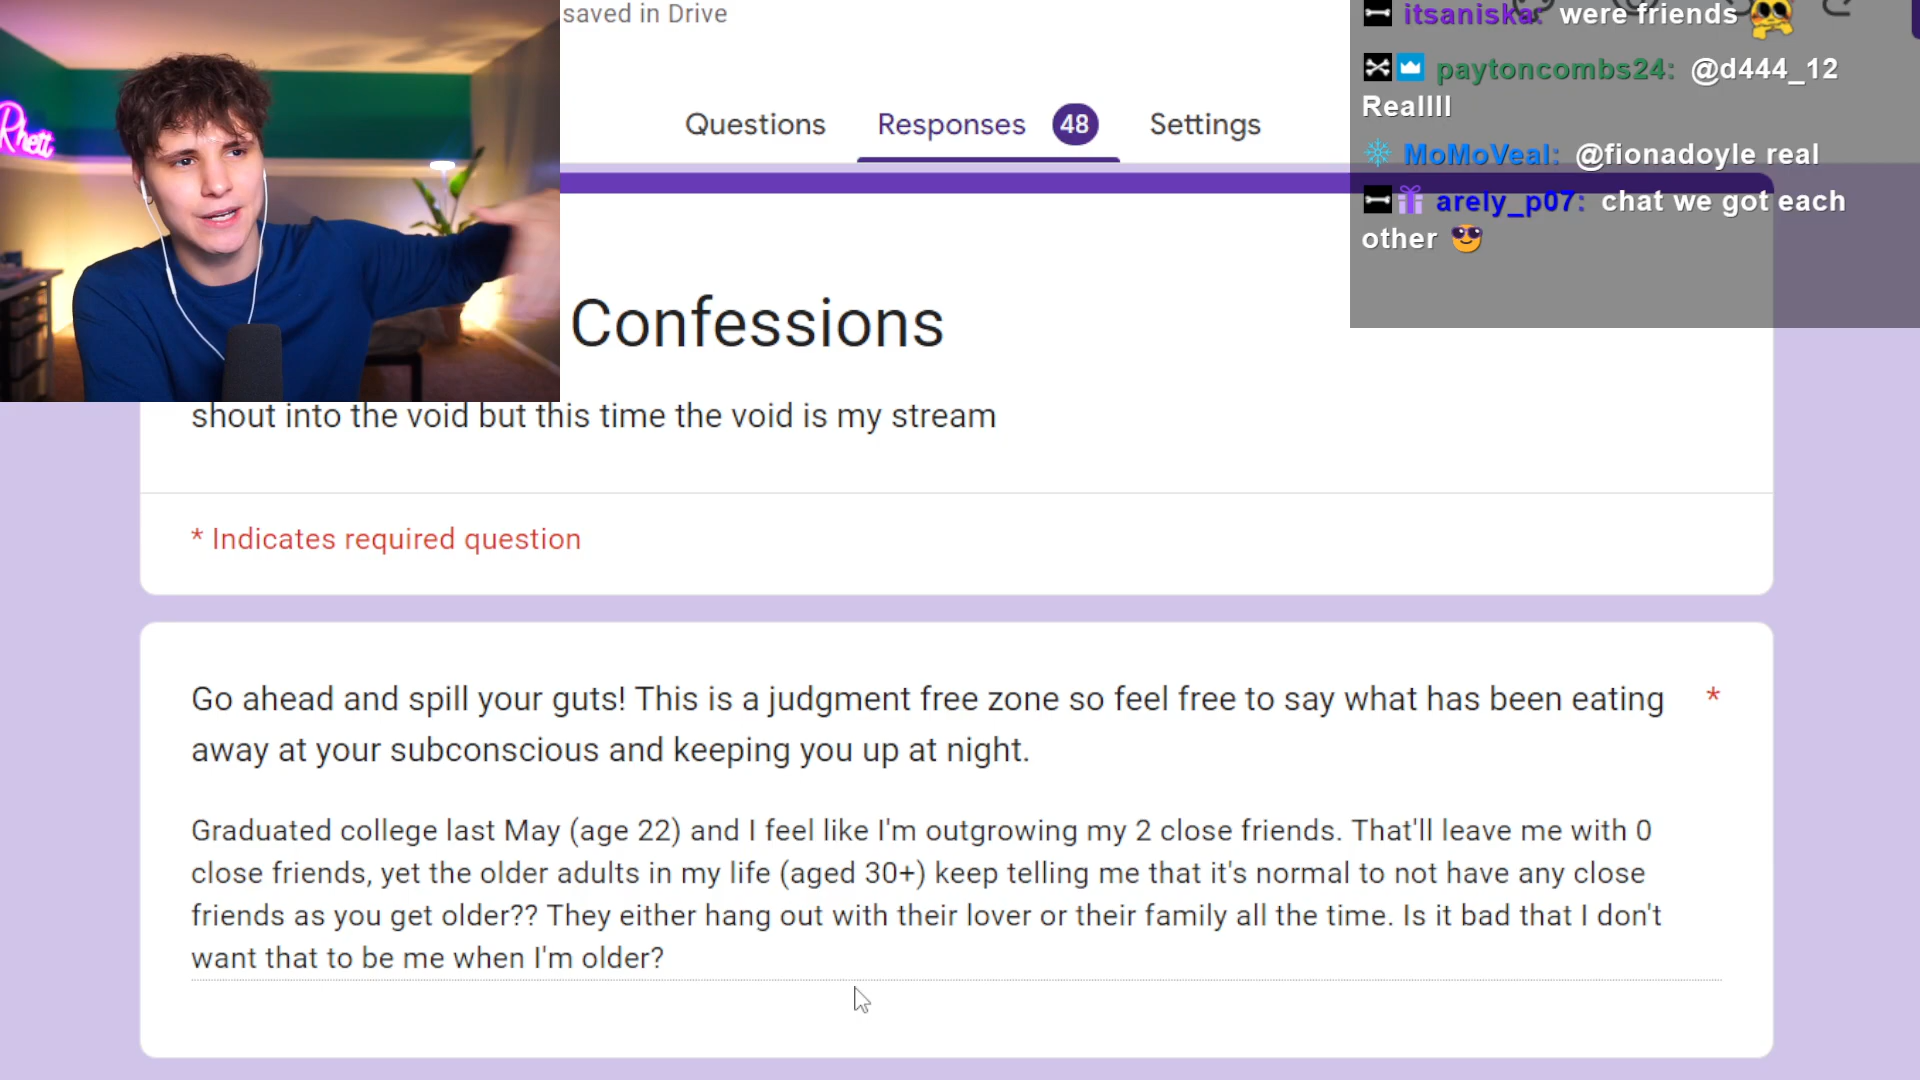 saved in Drive
Rhett
Questions Responses 48 Settings
itsaniska: were friends
paytoncombs24: @d444_12
Reallll
MoMoVeal: @fionadoyle real
arely_p07: chat we got each
other 😎
Confessions
shout into the void but this time the void is my stream
* Indicates required question
Go ahead and spill your guts! This is a judgment free zone so feel free to say what has been eating *
away at your subconscious and keeping you up at night.
Graduated college last May (age 22) and I feel like I'm outgrowing my 2 close friends. That'll leave me with 0
close friends, yet the older adults in my life (aged 30+) keep telling me that it's normal to not have any close
friends as you get older?? They either hang out with their lover or their family all the time. Is it bad that I don't
want that to be me when I'm older?